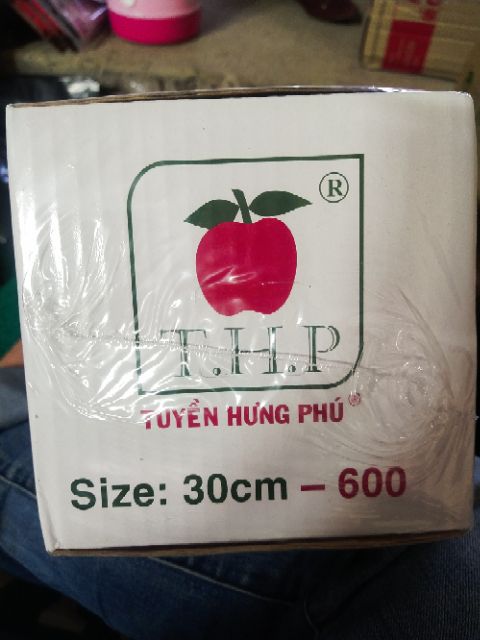 ®
T.H.P
TUYỀN HƯNG PHÚ®
Size: 30cm – 600